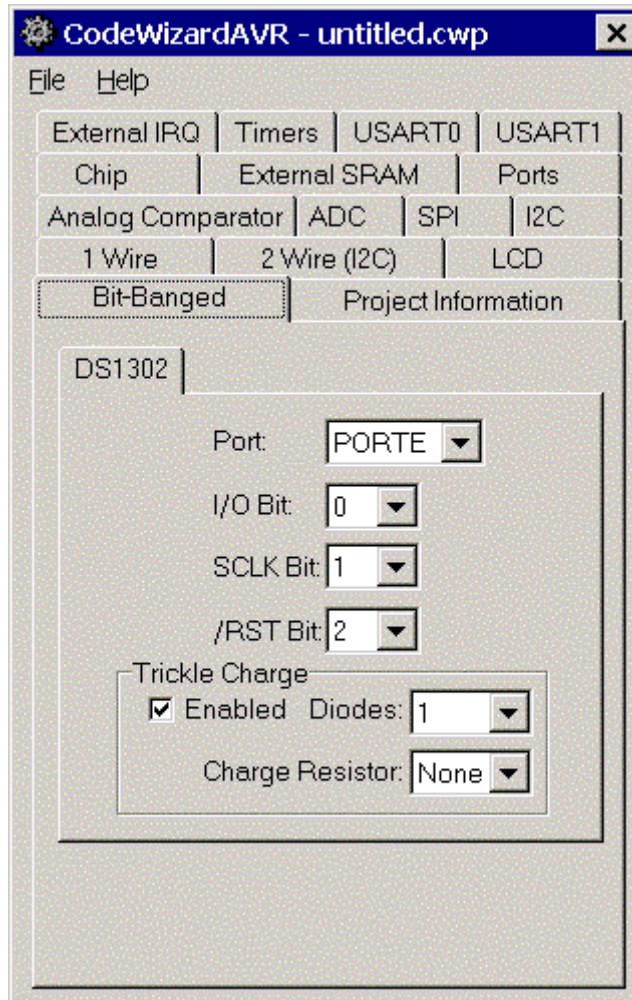 CodeWizardAVR - untitled.cwp
File Help
External IRQ Timers USART0 USART1
Chip External SRAM Ports
Analog Comparator ADC SPI I2C
1 Wire 2 Wire (I2C) LCD
Bit-Banged Project Information
DS1302
Port: PORTE
I/O Bit: 0
SCLK Bit: 1
/RST Bit: 2
Trickle Charge
Enabled Diodes: 1
Charge Resistor: None